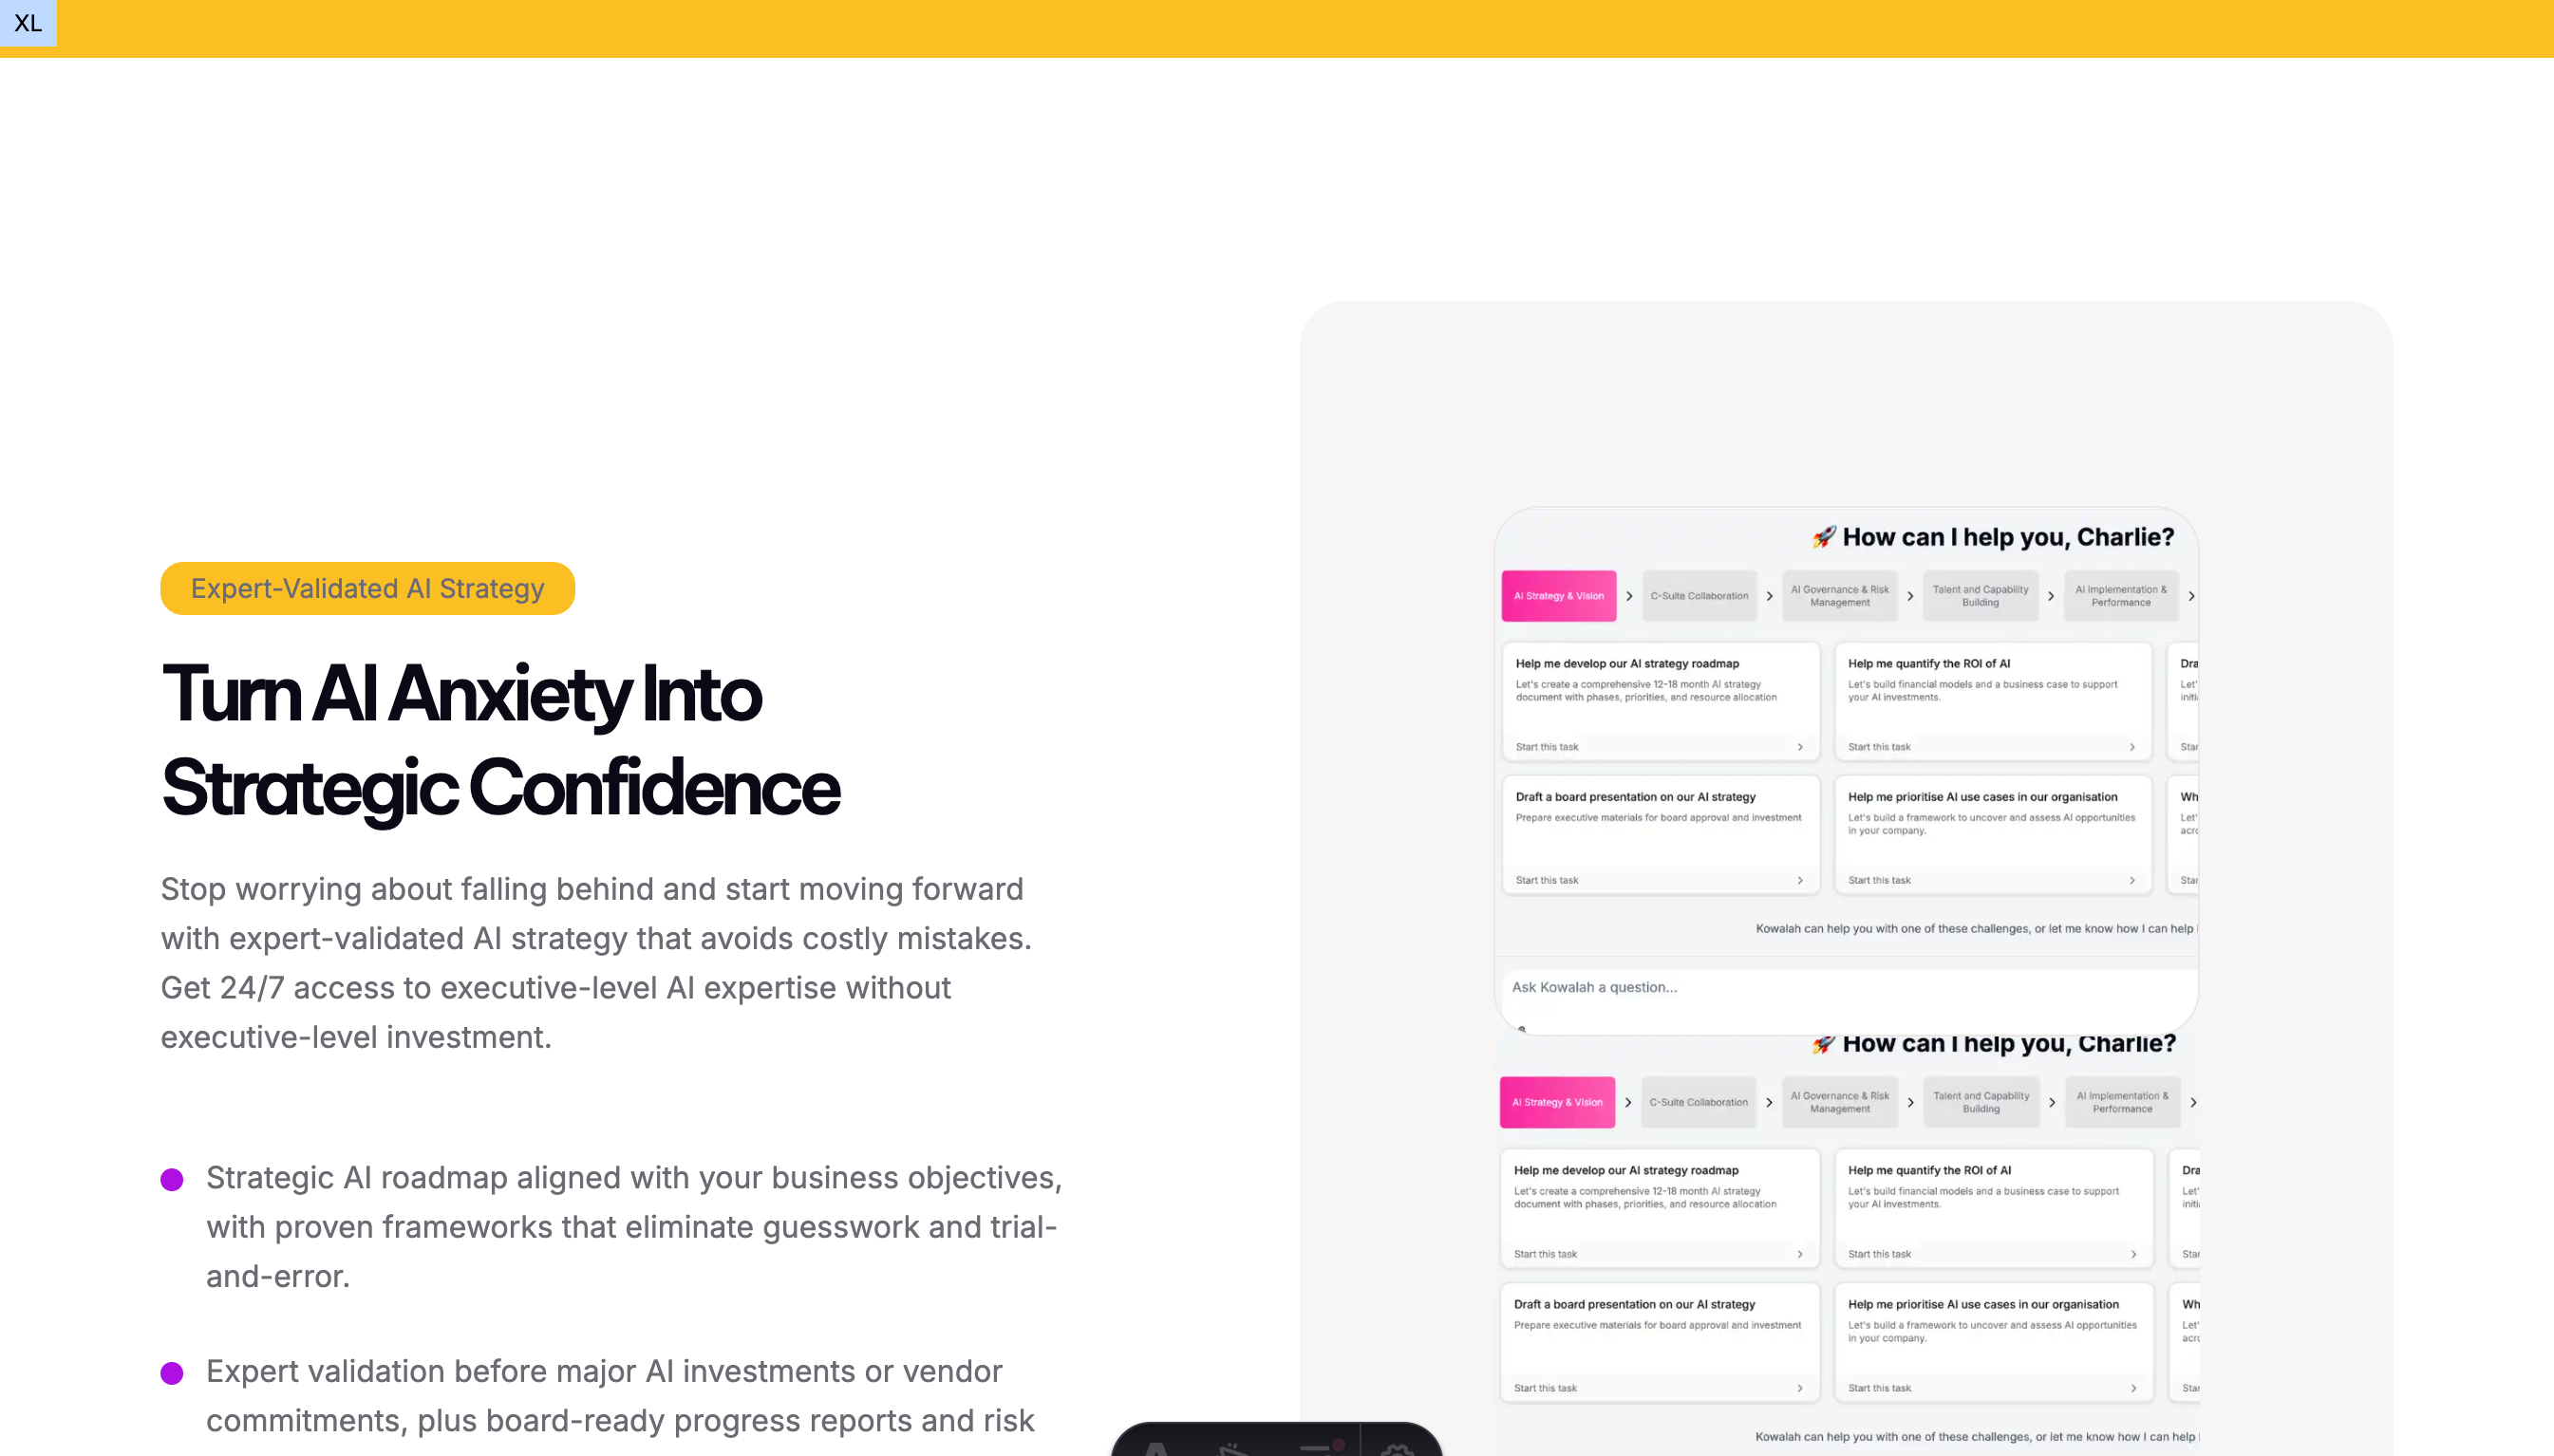 XL
Expert-Validated AI Strategy
Turn AI Anxiety Into
Strategic Confidence
Stop worrying about falling behind and start moving forward
with expert-validated AI strategy that avoids costly mistakes.
Get 24/7 access to executive-level AI expertise without
executive-level investment.
Strategic AI roadmap aligned with your business objectives,
with proven frameworks that eliminate guesswork and trial-
and-error.
Expert validation before major AI investments or vendor
commitments, plus board-ready progress reports and risk
🚀 How can I help you, Charlie?
AI Strategy & Vision
C-Suite Collaboration
AI Governance & Risk
Management
Talent and Capability
Building
AI Implementation &
Performance
Help me develop our AI strategy roadmap
Let's create a comprehensive 12-18 month AI strategy
document with phases, priorities, and resource allocation
Start this task
Help me quantify the ROI of AI
Let's build financial models and a business case to support
your AI investments.
Start this task
Dra
Let'
initi
Star
Draft a board presentation on our AI strategy
Prepare executive materials for board approval and investment
Start this task
Help me prioritise AI use cases in our organisation
Let's build a framework to uncover and assess AI opportunities
in your company.
Start this task
Wh
Let'
acro
Star
Kowalah can help you with one of these challenges, or let me know how I can help
Ask Kowalah a question...
🚀 How can I help you, Charlie?
AI Strategy & Vision
C-Suite Collaboration
AI Governance & Risk
Management
Talent and Capability
Building
AI Implementation &
Performance
Help me develop our AI strategy roadmap
Let's create a comprehensive 12-18 month AI strategy
document with phases, priorities, and resource allocation
Start this task
Help me quantify the ROI of AI
Let's build financial models and a business case to support
your AI investments.
Start this task
Dra
Let'
initi
Star
Draft a board presentation on our AI strategy
Prepare executive materials for board approval and investment
Start this task
Help me prioritise AI use cases in our organisation
Let's build a framework to uncover and assess AI opportunities
in your company.
Start this task
Wh
Let'
acro
Star
Kowalah can help you with one of these challenges, or let me know how I can help